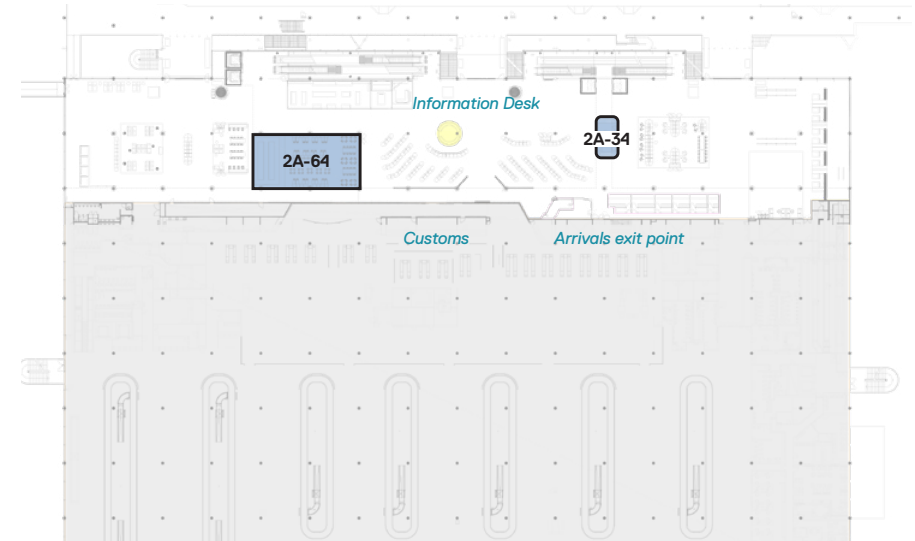 Information Desk
2A-34
2A-64
Customs
Arrivals exit point